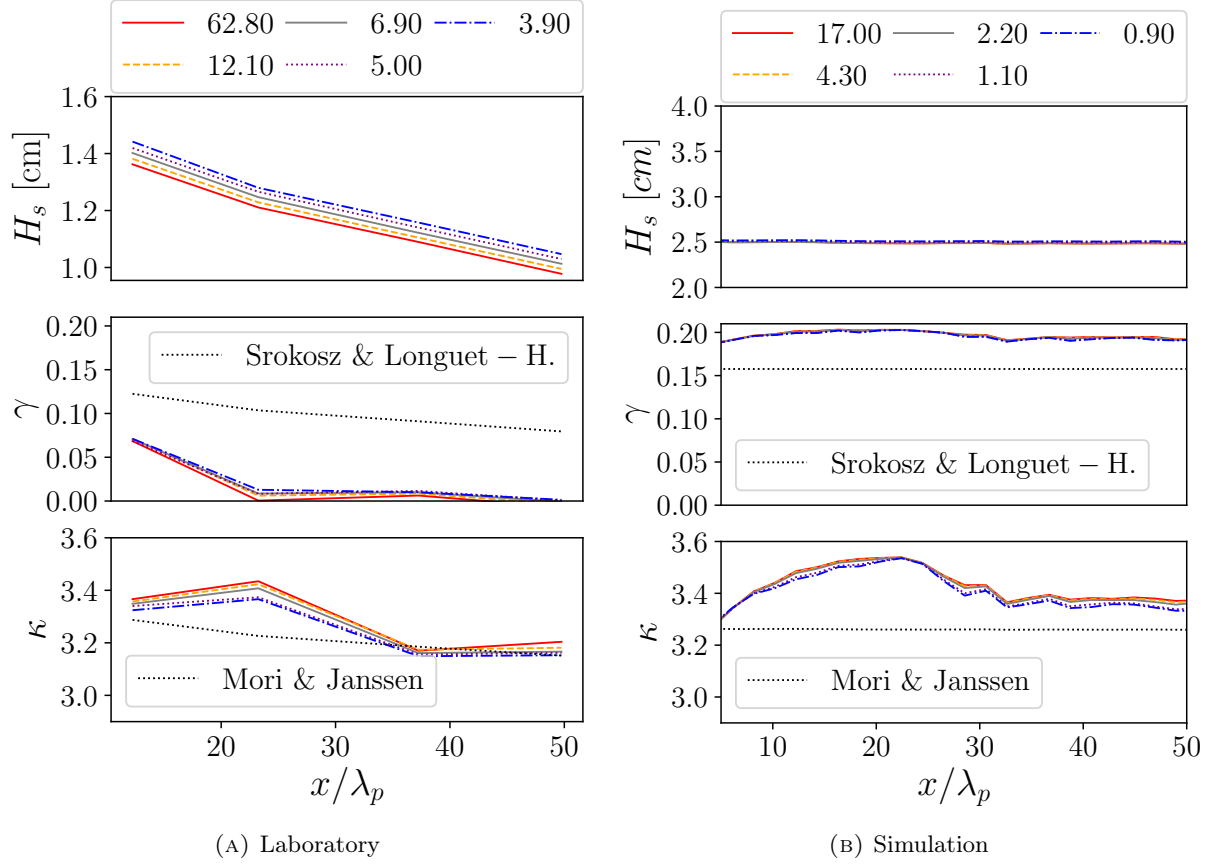 62.80 6.90 3.90
12.10 5.00
1.6
1.4
1.2
1.0
H_s [cm]
0.20
0.15
0.10
0.05
0.00
γ
Srokosz & Longuet – H.
3.6
3.4
3.2
3.0
κ
Mori & Janssen
20 30 40 50
x/λ_p
(A) Laboratory
17.00 2.20 0.90
4.30 1.10
4.0
3.5
3.0
2.5
2.0
H_s [cm]
0.20
0.15
0.10
0.05
0.00
γ
Srokosz & Longuet – H.
3.6
3.4
3.2
3.0
κ
Mori & Janssen
10 20 30 40 50
x/λ_p
(B) Simulation